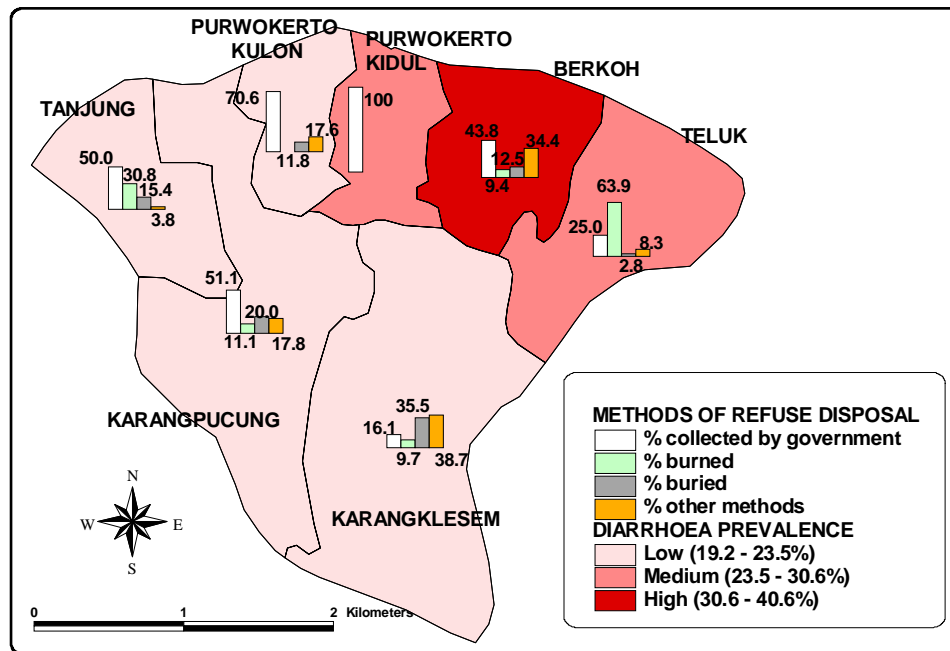 PURWOKERTO
KULON
PURWOKERTO
KIDUL
BERKOH
TANJUNG
TELUK
70.6
17.6
11.8
100
43.8
12.5
34.4
9.4
50.0
30.8
15.4
3.8
63.9
25.0
8.3
2.8
51.1
20.0
11.1
17.8
KARANGPUCUNG
35.5
16.1
9.7
38.7
KARANGKLESEM
N
W
E
S
0
1
2
Kilometers
METHODS OF REFUSE DISPOSAL
% collected by government
% burned
% buried
% other methods
DIARRHOEA PREVALENCE
Low (19.2 - 23.5%)
Medium (23.5 - 30.6%)
High (30.6 - 40.6%)